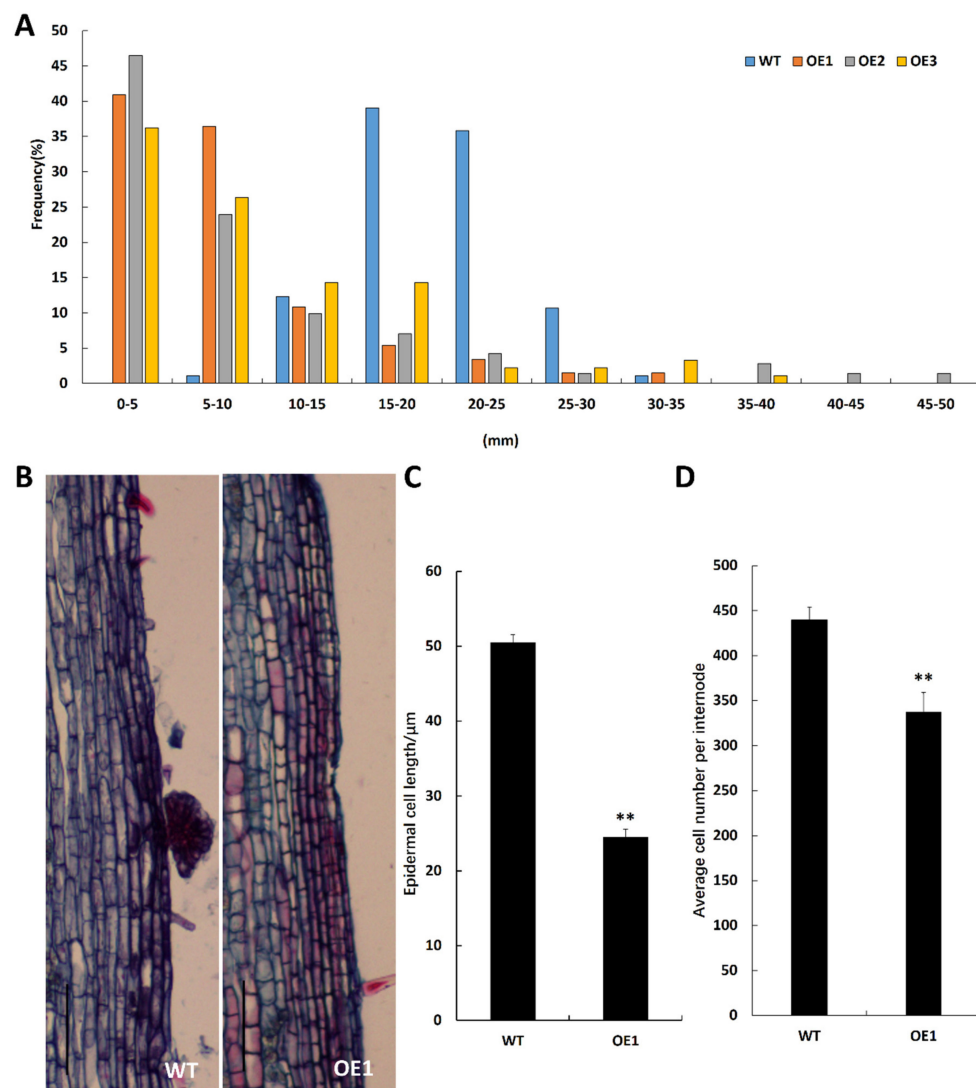 A
50
45
40
35
30
25
20
15
10
5
0
Frequency(%)
WT OE1 OE2 OE3
0-5 5-10 10-15 15-20 20-25 25-30 30-35 35-40 40-45 45-50
(mm)
B
WT
OE1
C
60
50
40
30
20
10
0
Epidermal cell length/μm
**
WT OE1
D
500
450
400
350
300
250
200
150
100
50
0
Average cell number per internode
**
WT OE1